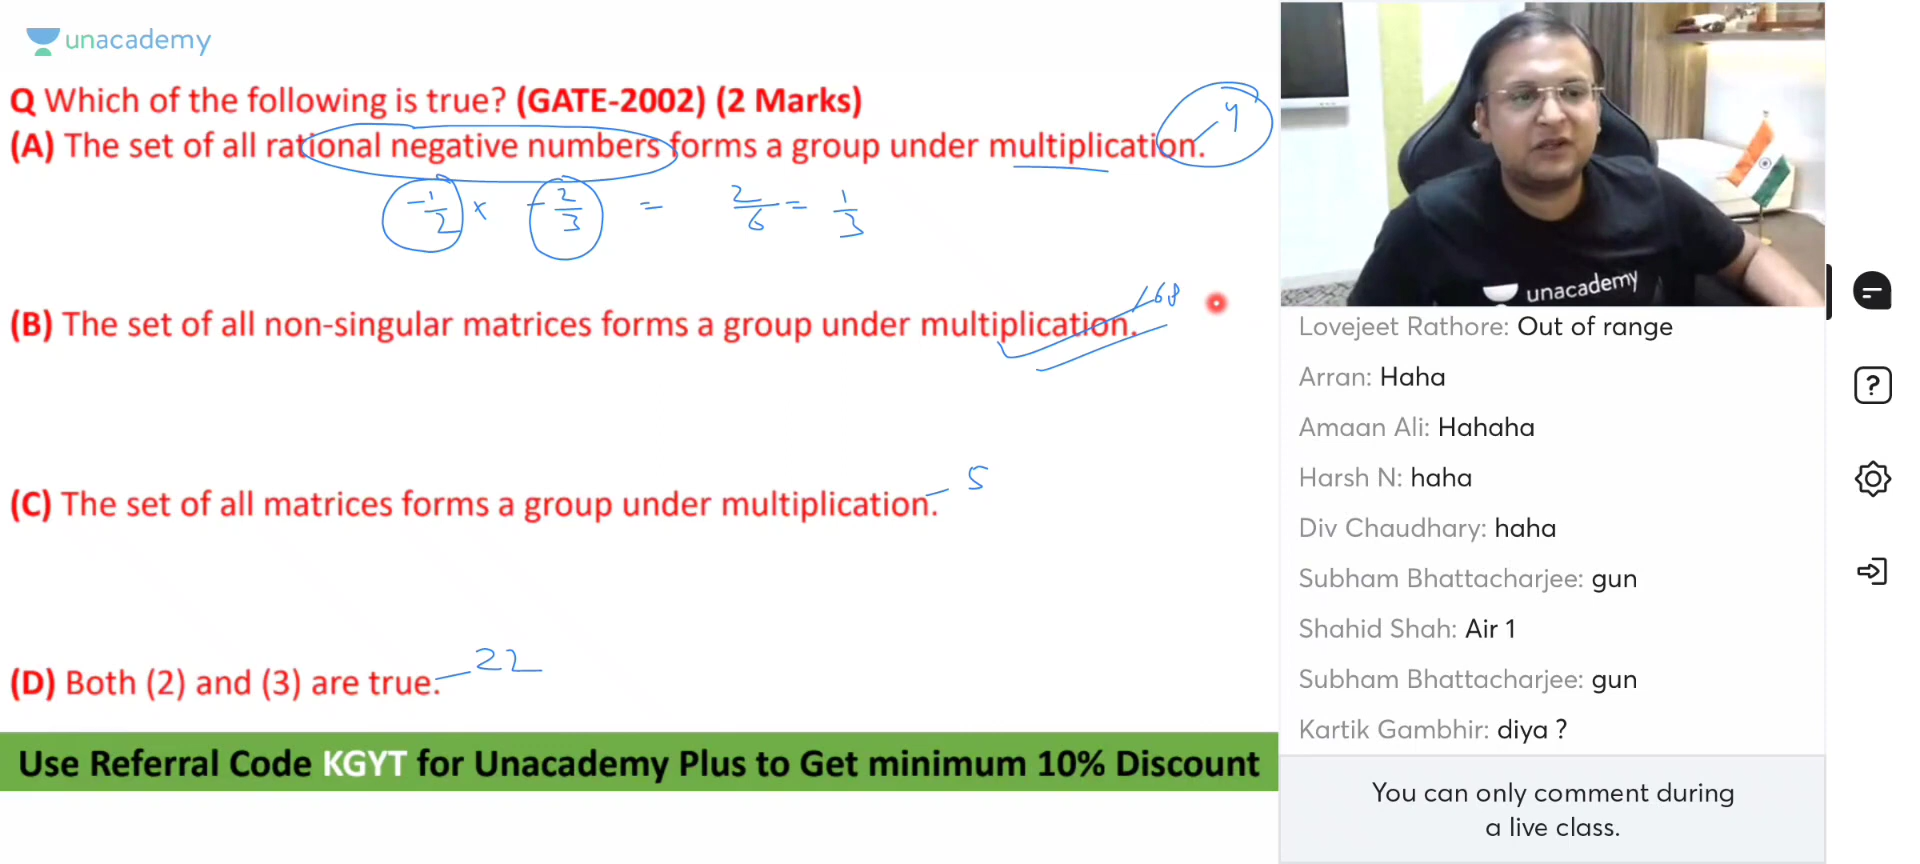 unacademy
Q Which of the following is true? (GATE-2002) (2 Marks)
(A) The set of all rational negative numbers forms a group under multiplication.
-1/2 × -2/3 = 2/6 = 1/3
(B) The set of all non-singular matrices forms a group under multiplication.
68
(C) The set of all matrices forms a group under multiplication.
5
(D) Both (2) and (3) are true.
22
Use Referral Code KGYT for Unacademy Plus to Get minimum 10% Discount
unacademy
Lovejeet Rathore: Out of range
Arran: Haha
Amaan Ali: Hahaha
Harsh N: haha
Div Chaudhary: haha
Subham Bhattacharjee: gun
Shahid Shah: Air 1
Subham Bhattacharjee: gun
Kartik Gambhir: diya ?
You can only comment during
a live class.